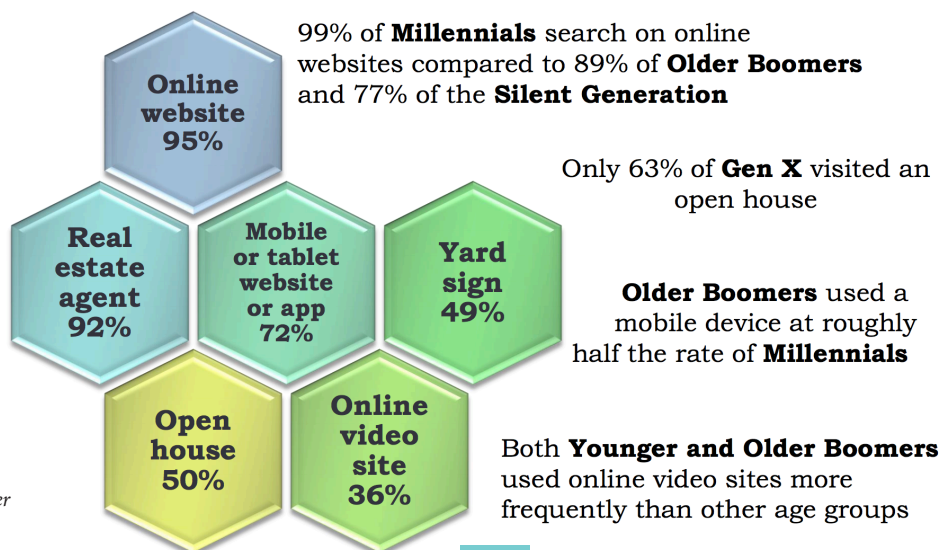 Online
website
95%
99% of Millennials search on online
websites compared to 89% of Older Boomers
and 77% of the Silent Generation
Only 63% of Gen X visited an
open house
Real
estate
agent
92%
Mobile
or tablet
website
or app
72%
Yard
sign
49%
Older Boomers used a
mobile device at roughly
half the rate of Millennials
Open
house
50%
Online
video
site
36%
Both Younger and Older Boomers
used online video sites more
frequently than other age groups